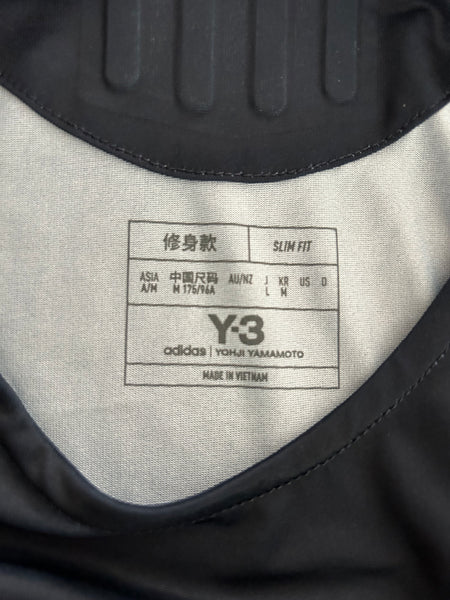 修身款 SLIM FIT
ASIA 中国尺码 AU/NZ J KR US D
A/M M 175/96A L M
Y-3
adidas | YOHJI YAMAMOTO
MADE IN VIETNAM